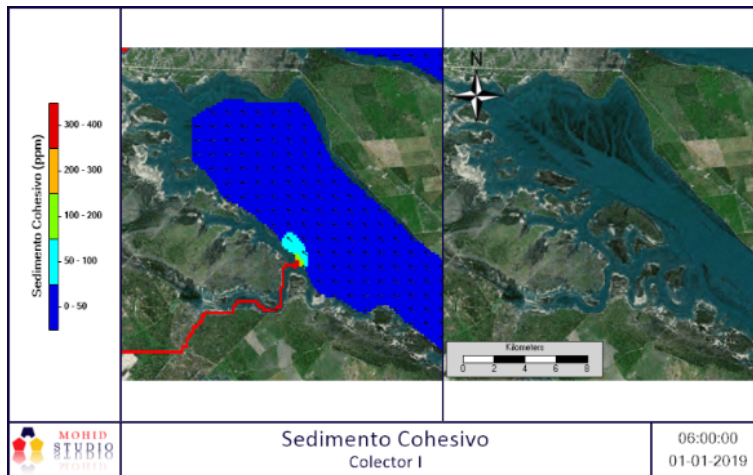 Sedimento Cohesivo (ppm)
300 - 400
200 - 300
100 - 200
50 - 100
0 - 50
N
Kilometers
0 2 4 6 8
MOHID
STUDIO
Sedimento Cohesivo
Colector I
06:00:00
01-01-2019